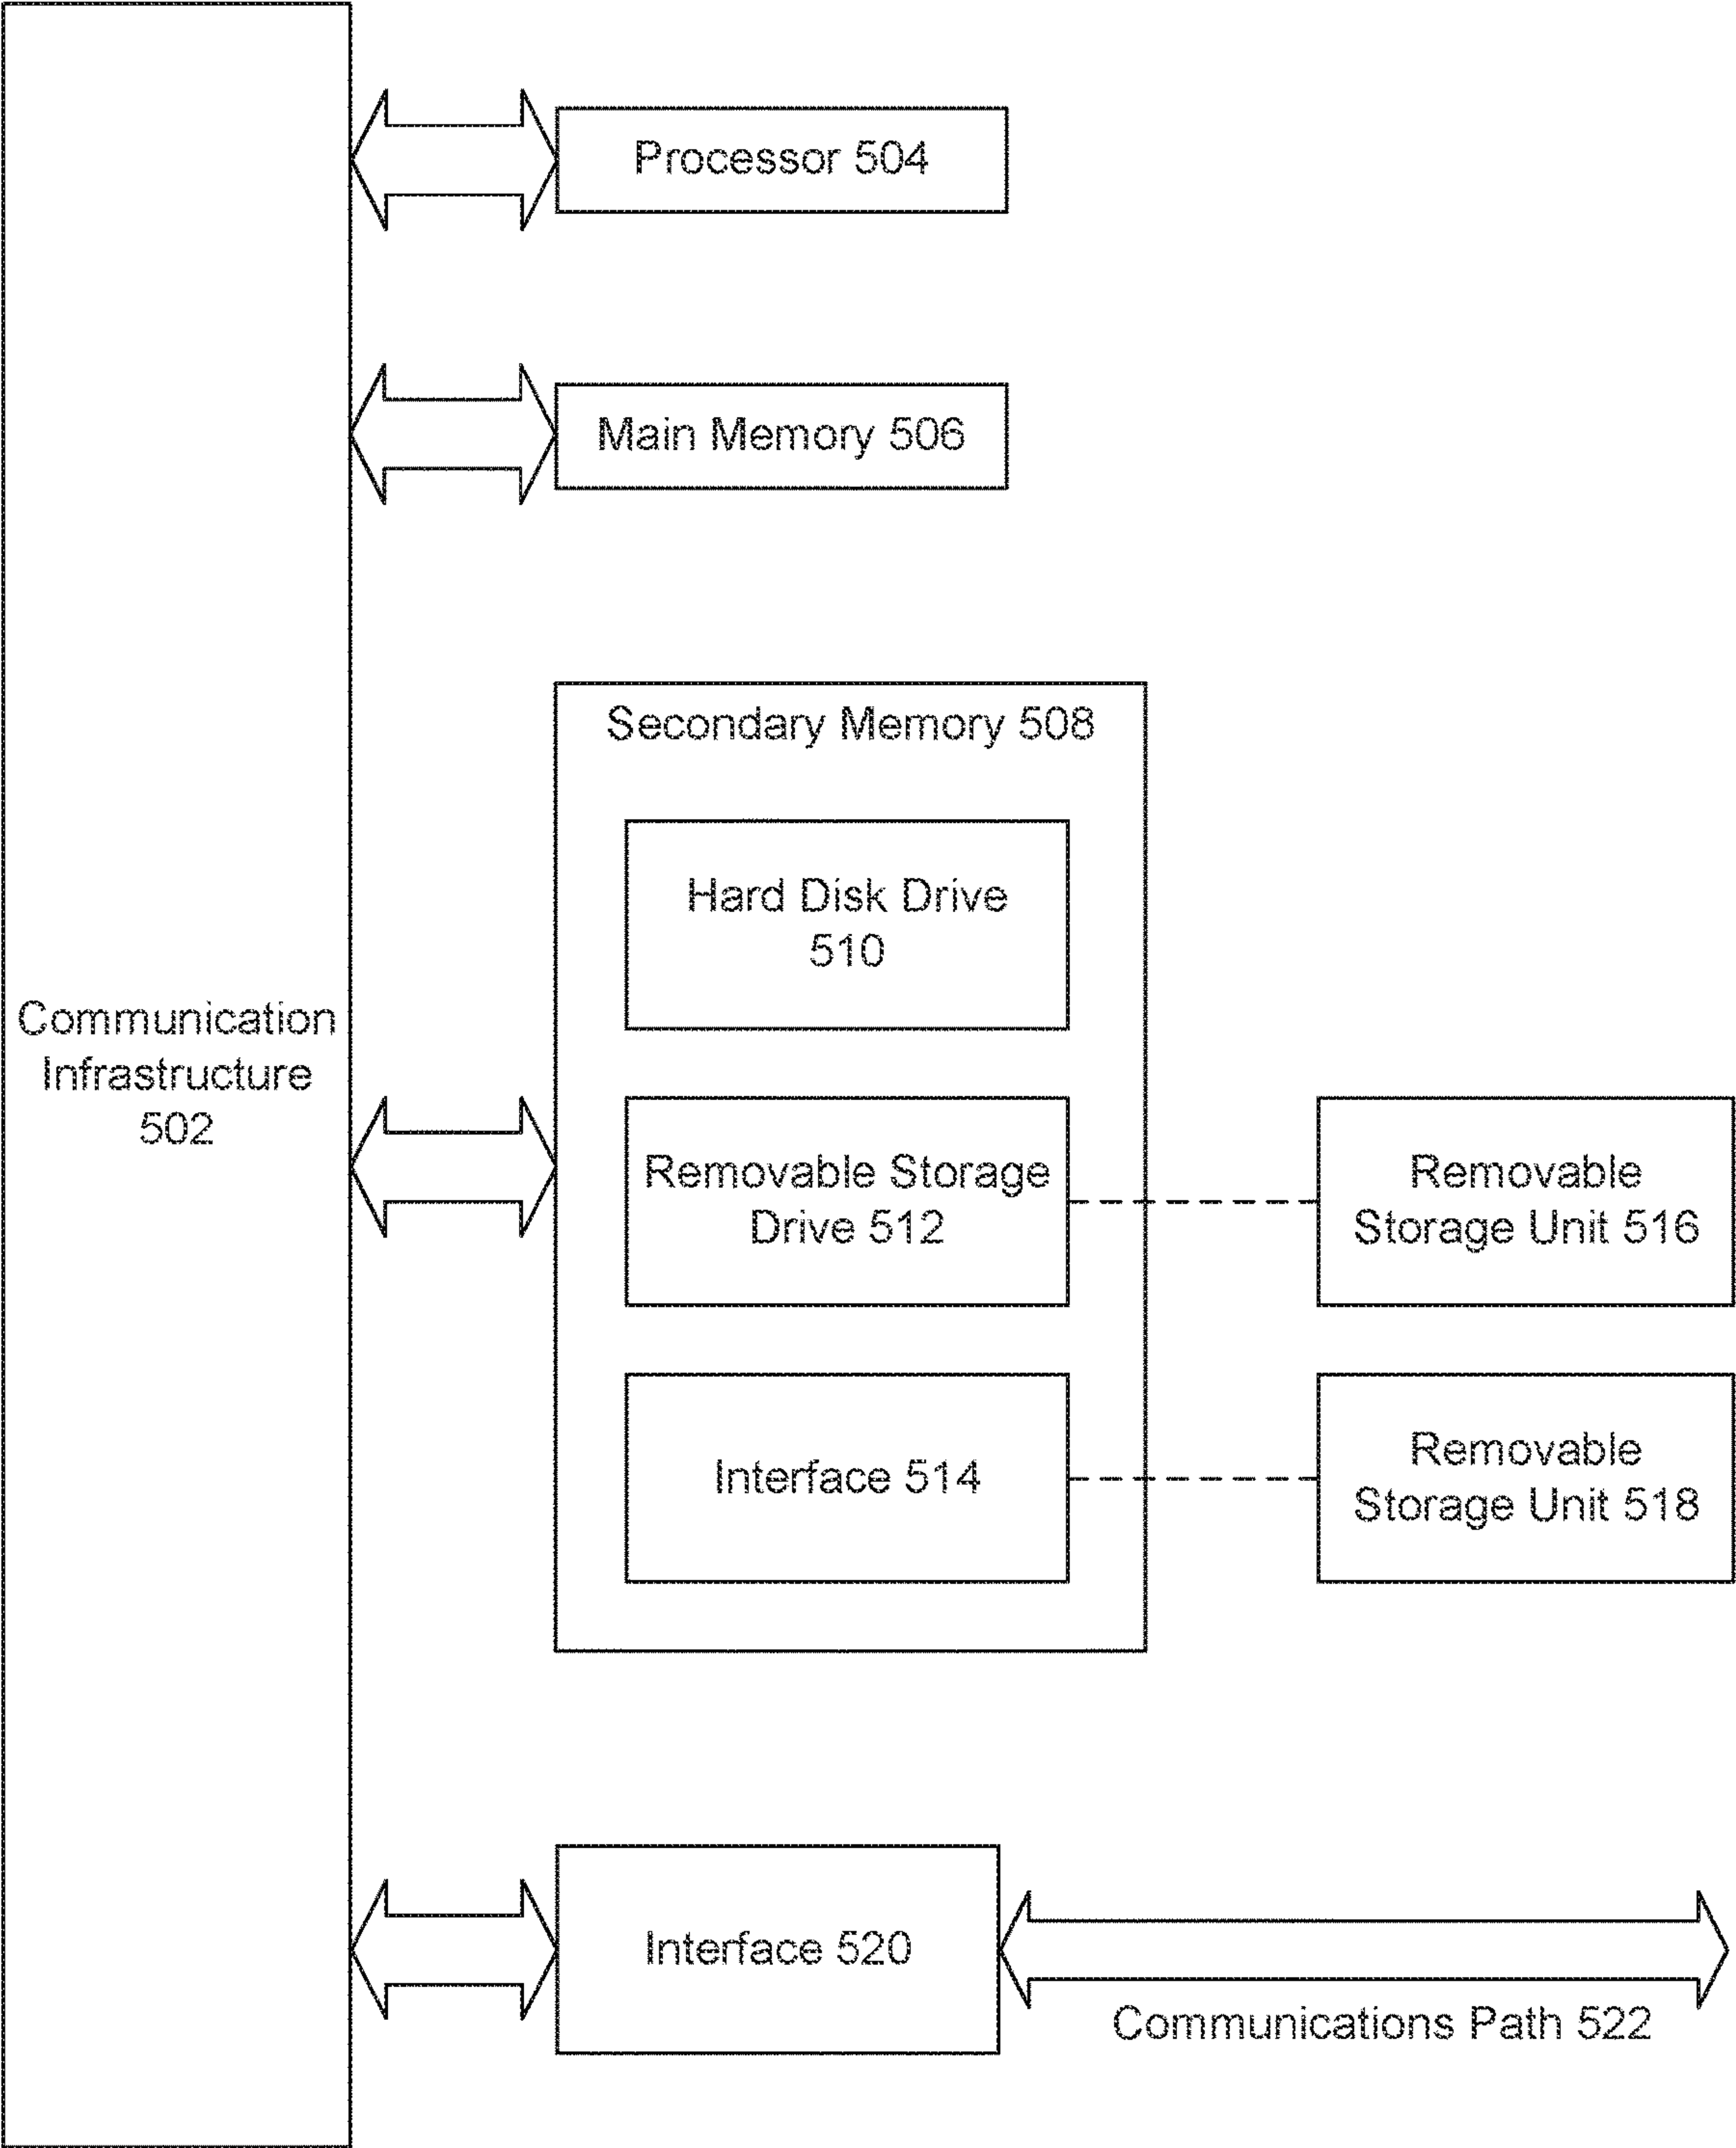 Processor 504
Main Memory 506
Secondary Memory 508
Hard Disk Drive
510
Communication
Infrastructure
502
Removable Storage
Drive 512
Removable
Storage Unit 516
Interface 514
Removable
Storage Unit 518
Interface 520
Communications Path 522